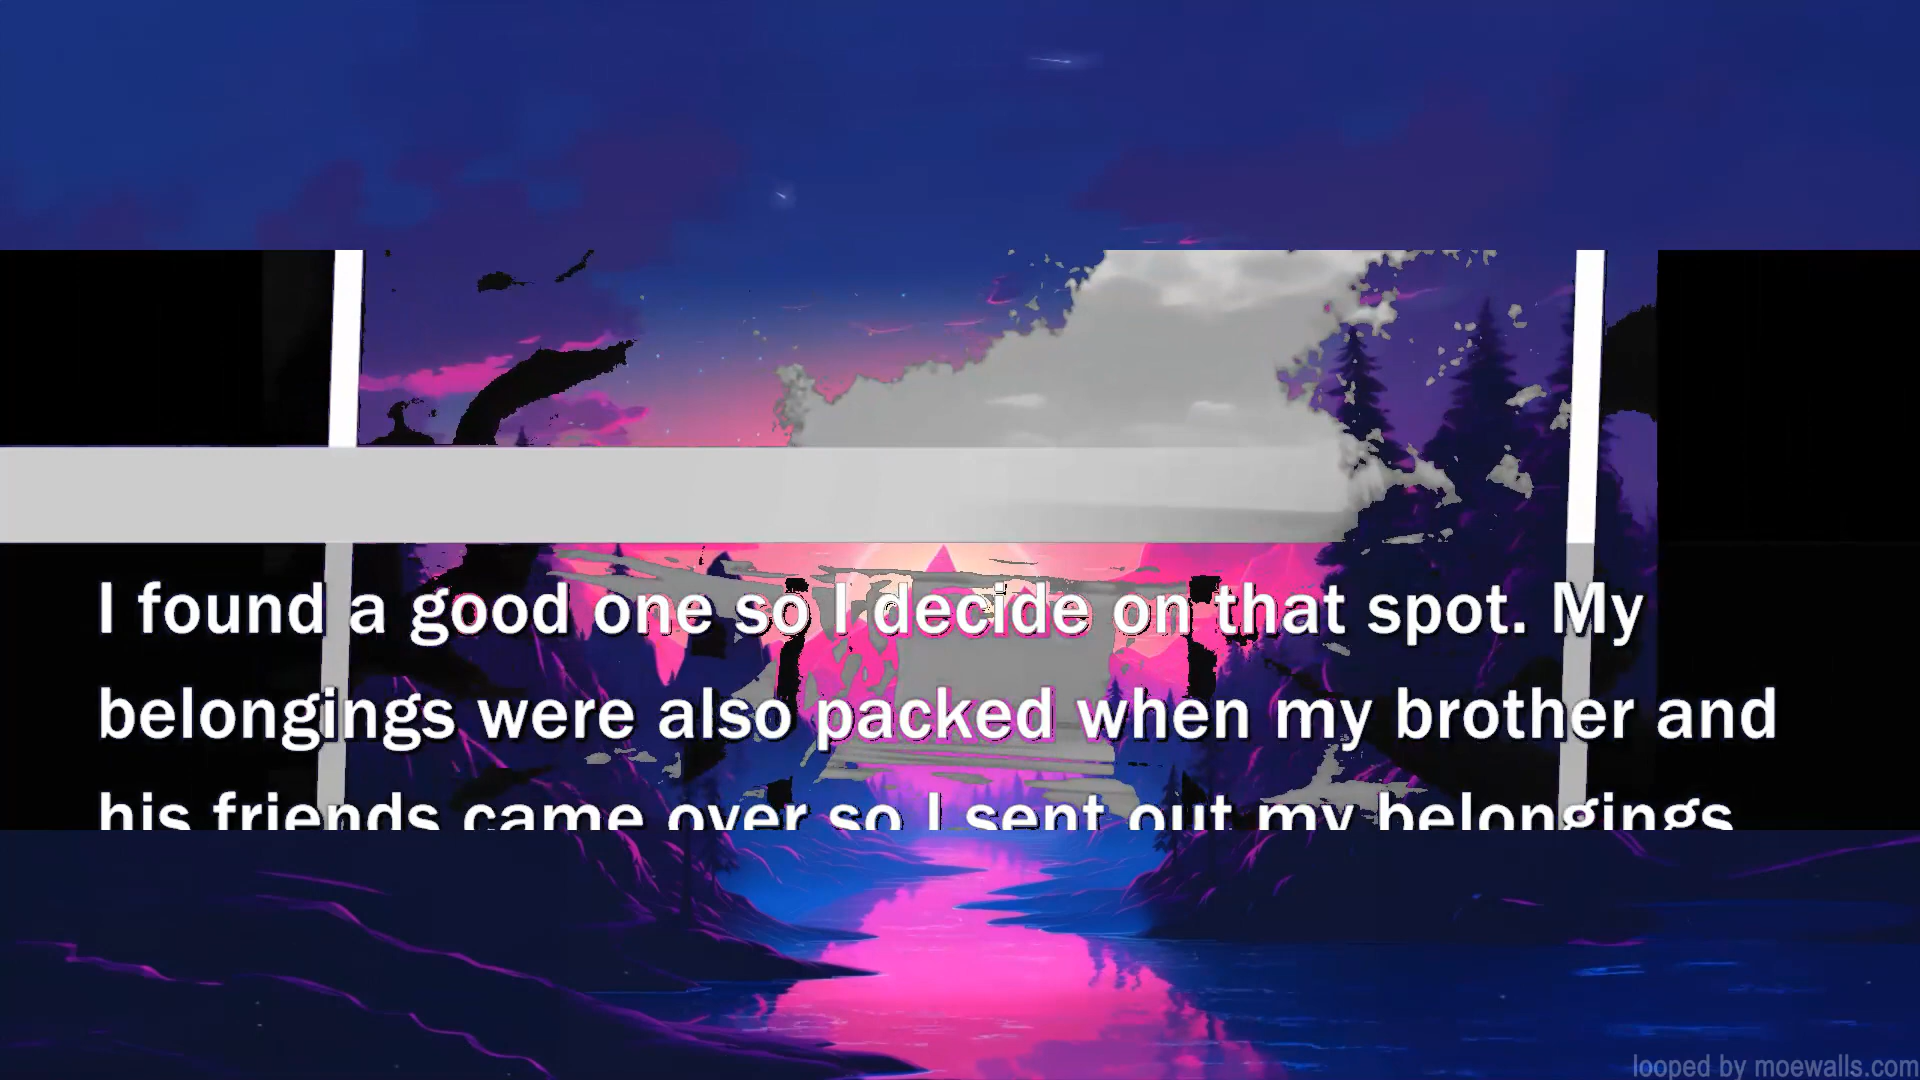 I found a good one so I decide on that spot. My
belongings were also packed when my brother and
his friends came over so I sent out my belongings
looped by moewalls.com